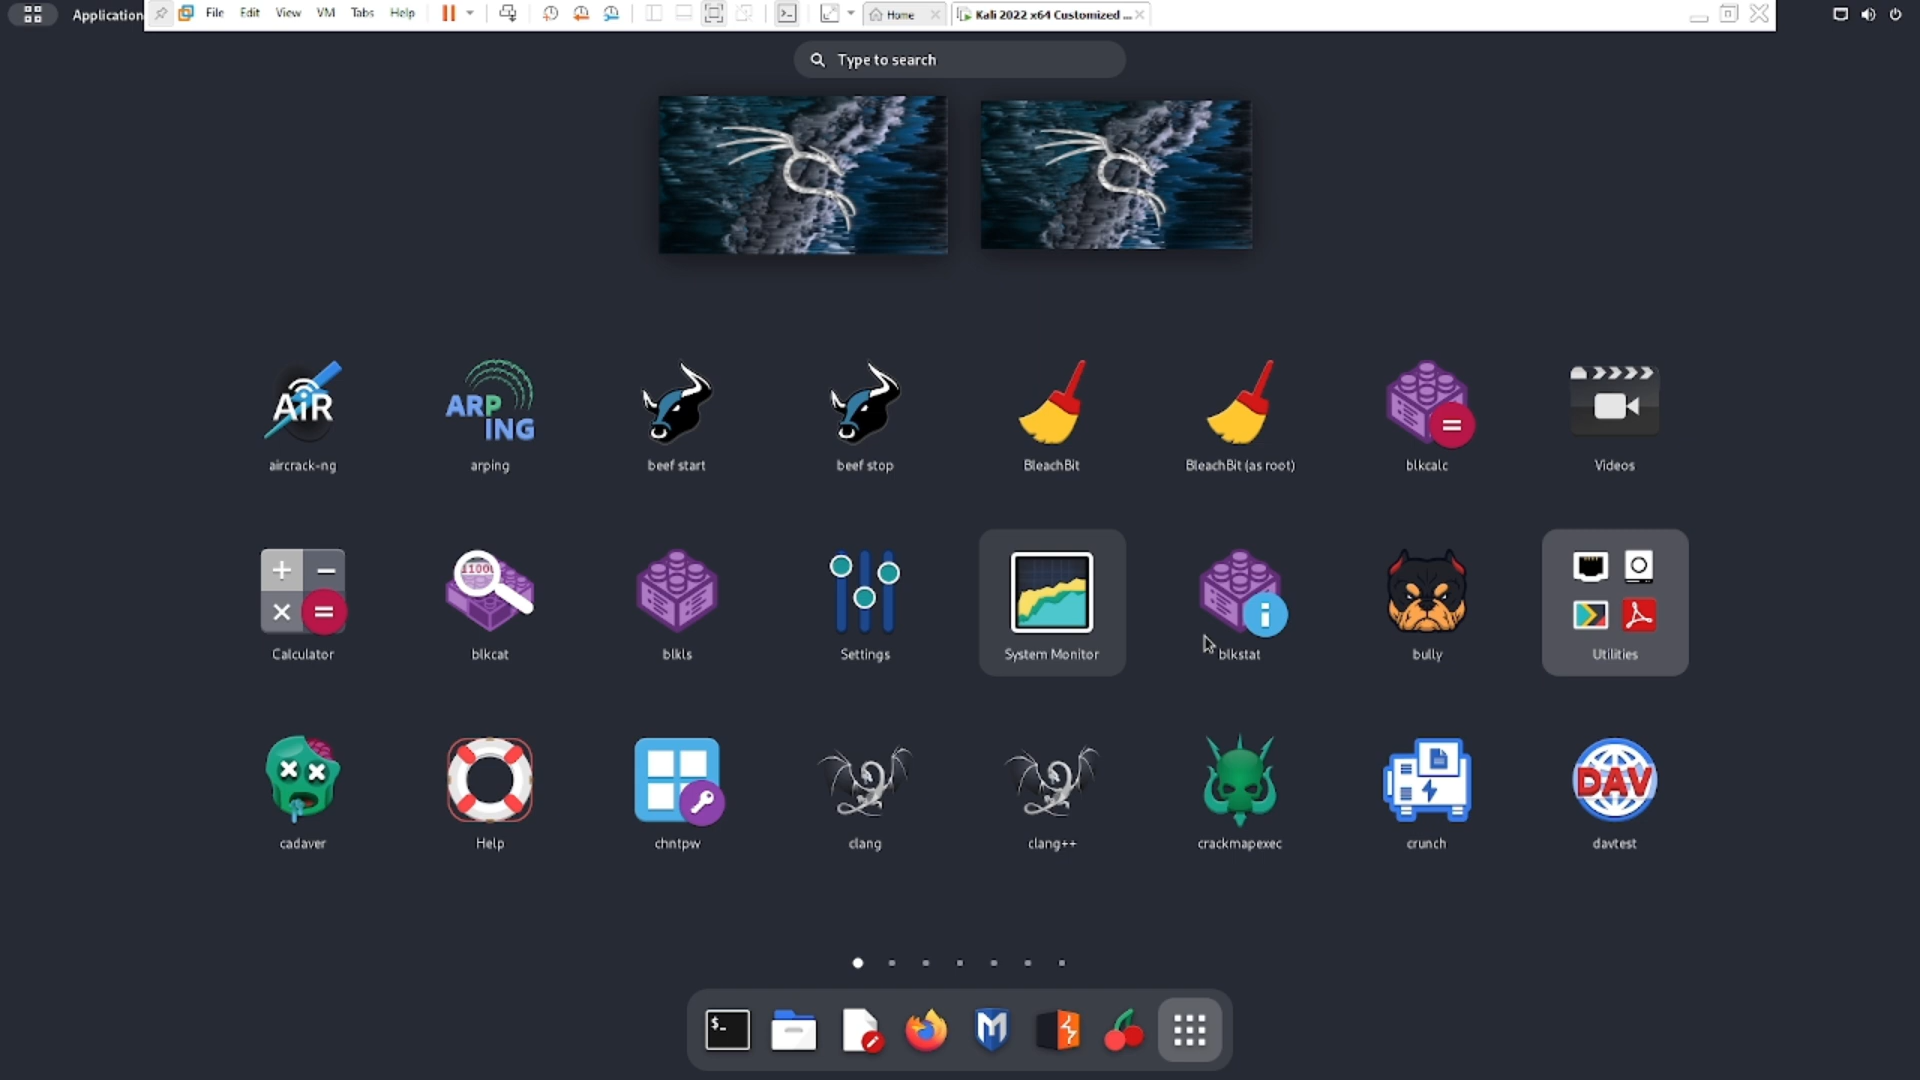 Application File Edit View VM Tabs Help Home Kali 2022 x64 Customized ...
Type to search
AiR ARPING
aircrack-ng arping beef start beef stop BleachBit BleachBit (as root) blkcalc Videos
11000
Calculator blkcat blkls Settings System Monitor blkstat bully Utilities
DAV
cadaver Help chntpw clang clang++ crackmapexec crunch davtest
$-